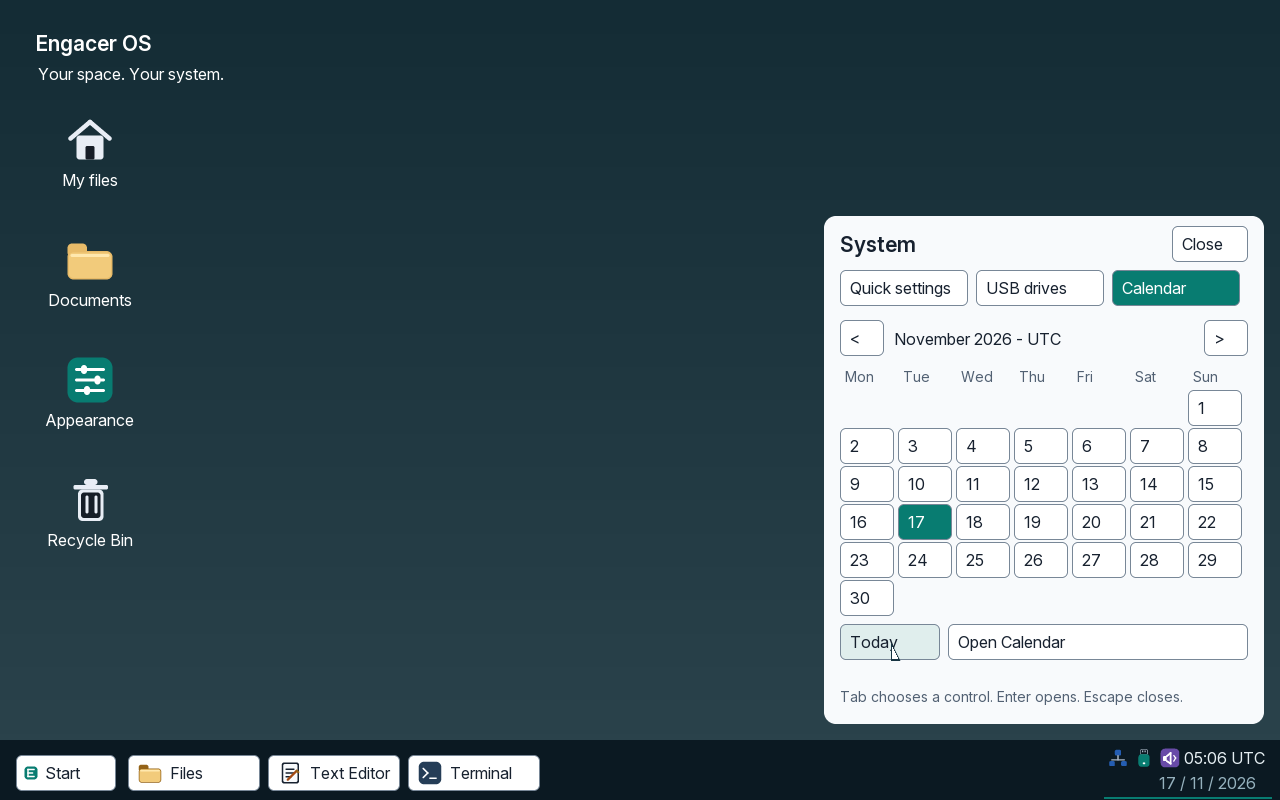 Engacer OS
Your space. Your system.
My files
Documents
Appearance
Recycle Bin
System
Close
Quick settings
USB drives
Calendar
<
November 2026 - UTC
>
Mon Tue Wed Thu Fri Sat Sun
1
2 3 4 5 6 7 8
9 10 11 12 13 14 15
16 17 18 19 20 21 22
23 24 25 26 27 28 29
30
Today
Open Calendar
Tab chooses a control. Enter opens. Escape closes.
E
Start
Files
Text Editor
Terminal
05:06 UTC
17 / 11 / 2026